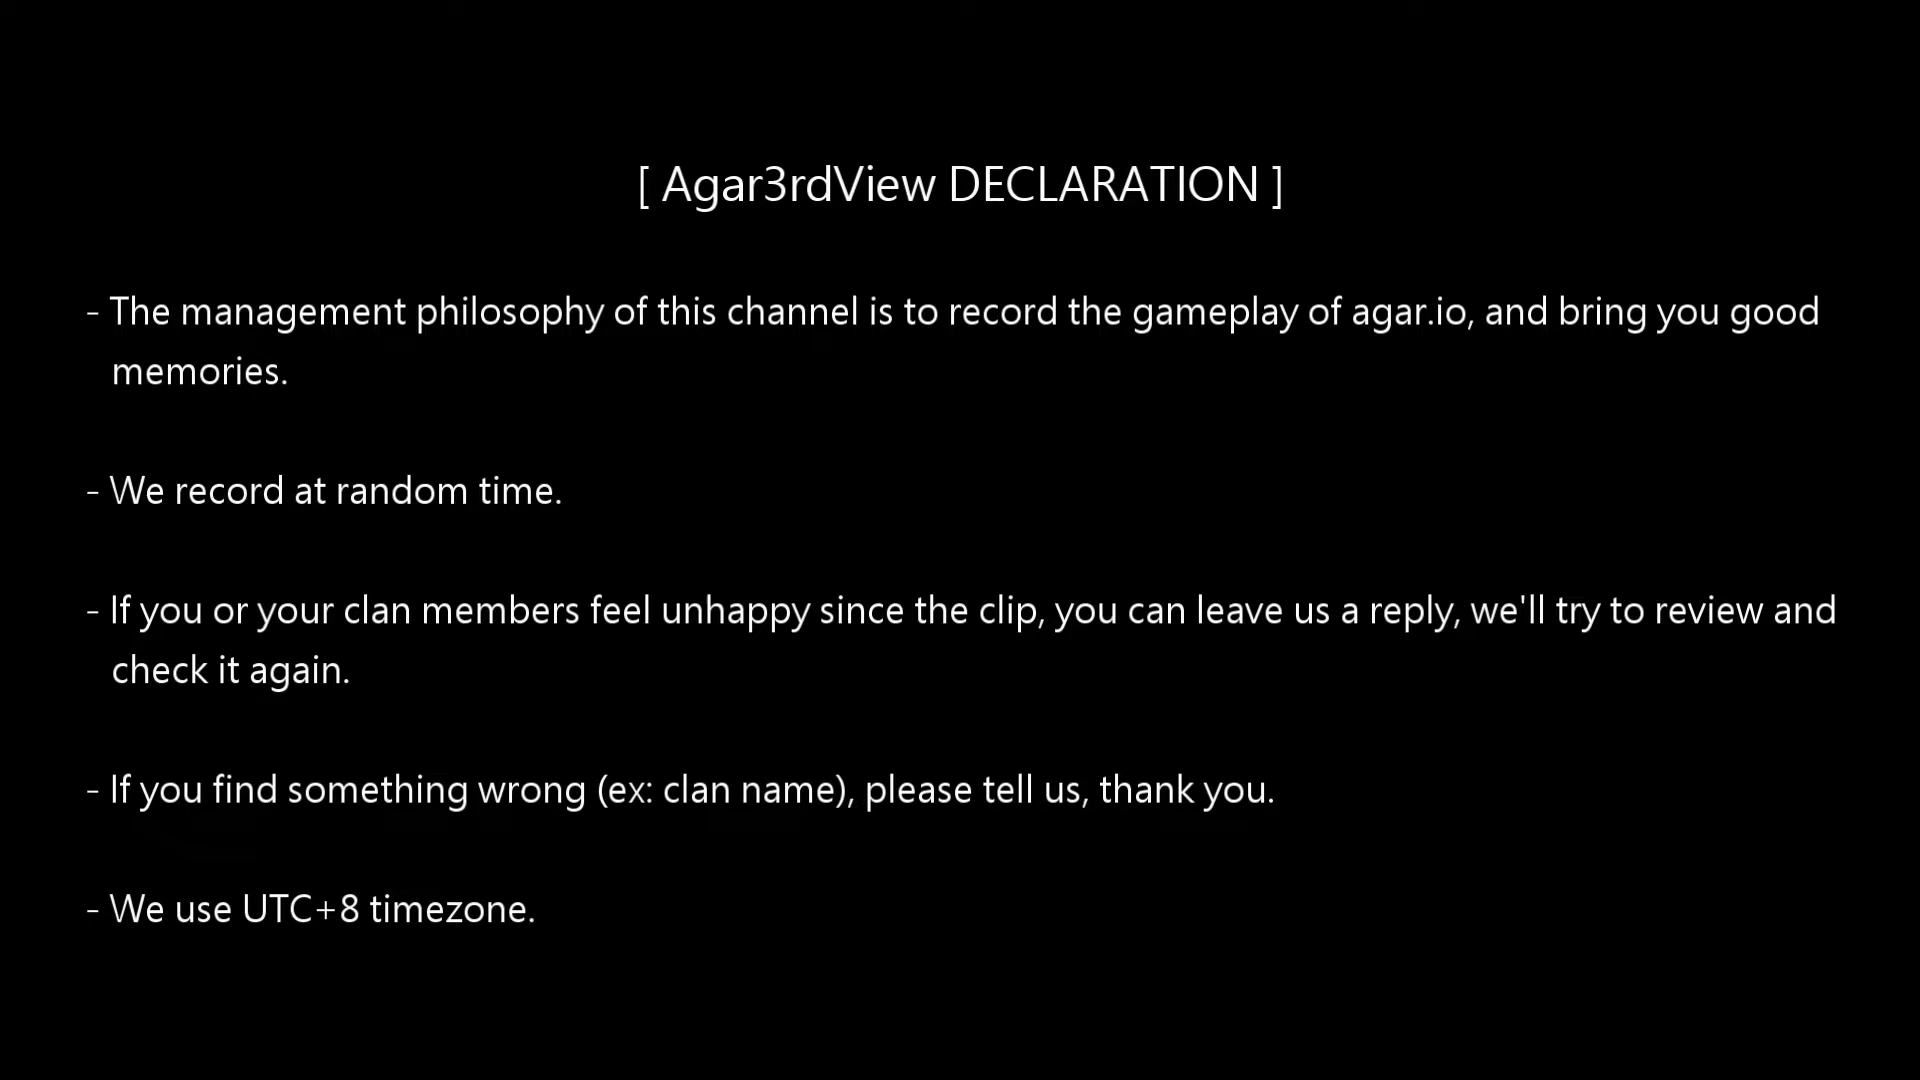 [ Agar3rdView DECLARATION ]
- The management philosophy of this channel is to record the gameplay of agar.io, and bring you good
memories.
- We record at random time.
- If you or your clan members feel unhappy since the clip, you can leave us a reply, we'll try to review and
check it again.
- If you find something wrong (ex: clan name), please tell us, thank you.
- We use UTC+8 timezone.